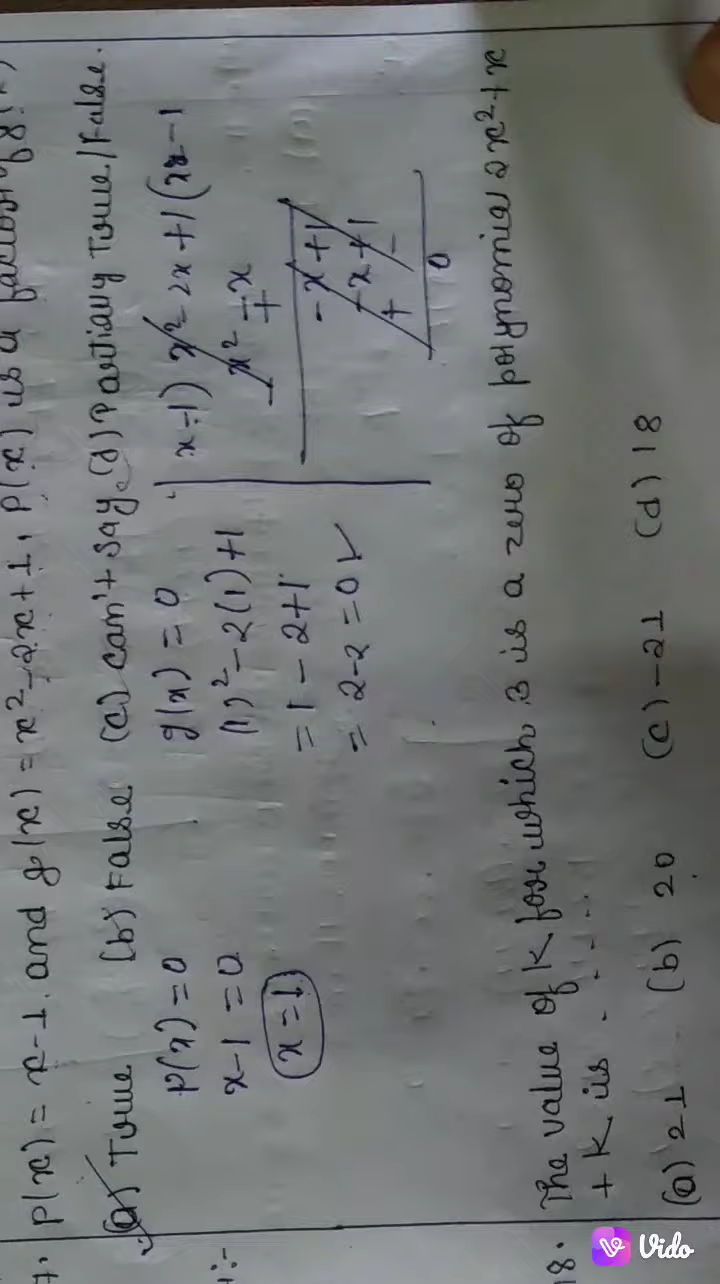 7. P(x) = x-1 and g(x) = x²-2x+1, P(x) is a factor of g(x)
(a) True (b) False (c) can't say (d) Partially True/False.
:-
P(x) = 0
x-1 = 0
x = 1
g(x) = 0
(1)² - 2(1) + 1
= 1 - 2 + 1
= 2-2 = 0 ✓
x-1) x² - 2x + 1 (x - 1
x² - x
- +
- x + 1
- x + 1
+ -
0
18. The value of K for which 3 is a zero of polynomial 2x²+x
+ K is . - - - -
(a) 21 (b) 20 (c) -21 (d) 18
Vido